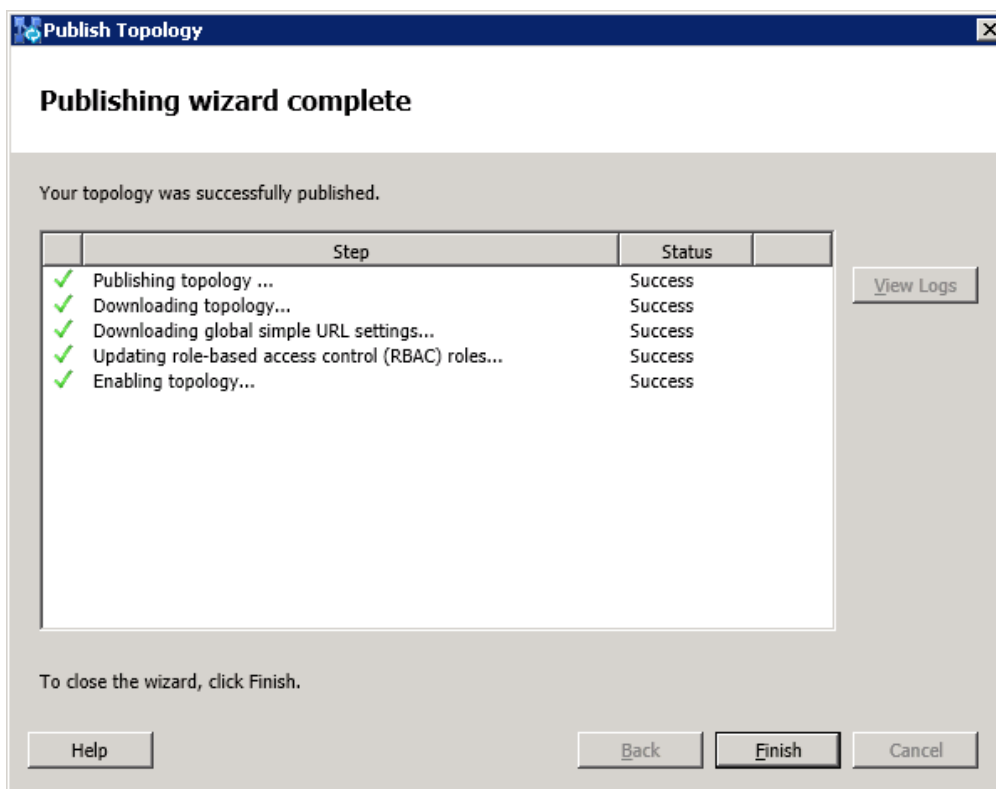 Publish Topology
Publishing wizard complete
Your topology was successfully published.
Step Status
Publishing topology ... Success
Downloading topology... Success
Downloading global simple URL settings... Success
Updating role-based access control (RBAC) roles... Success
Enabling topology... Success
View Logs
To close the wizard, click Finish.
Help Back Finish Cancel